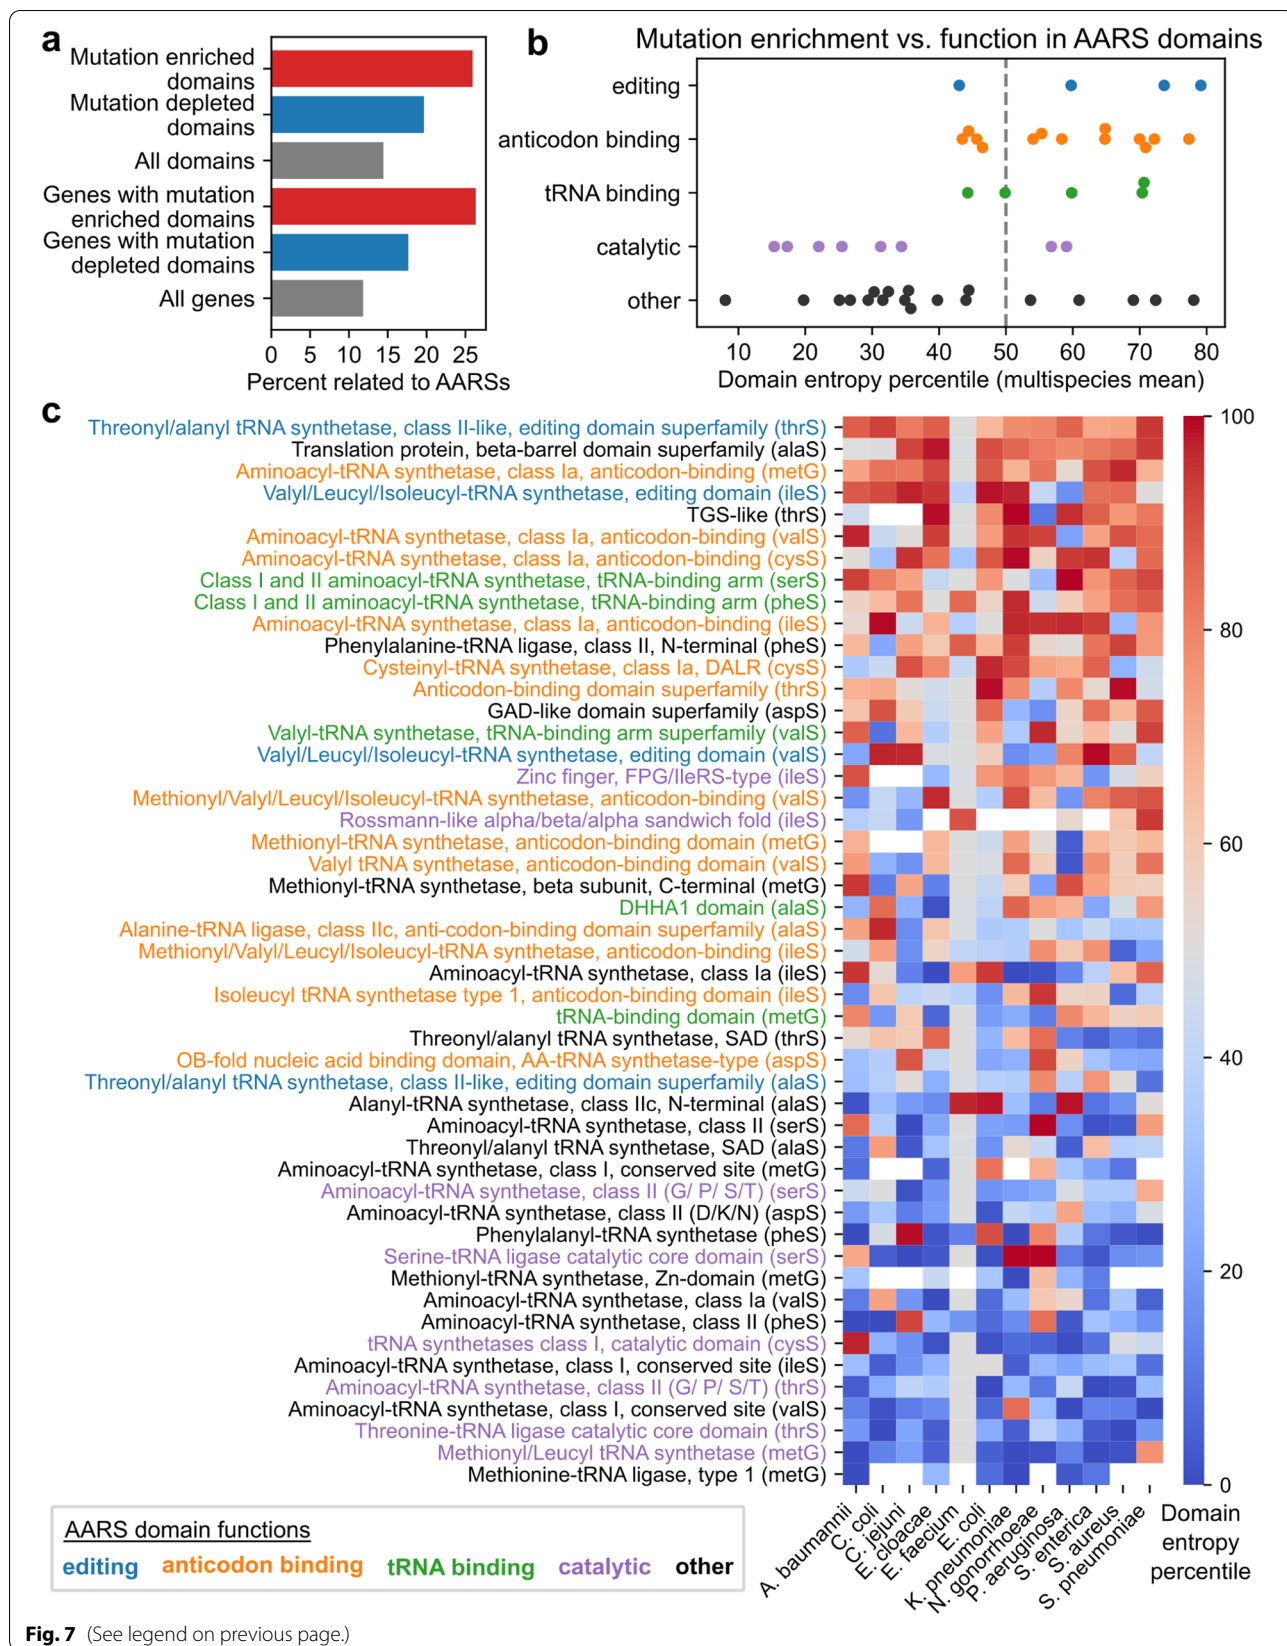 a
Mutation enriched
domains
Mutation depleted
domains
All domains
Genes with mutation
enriched domains
Genes with mutation
depleted domains
All genes
0 5 10 15 20 25
Percent related to AARSs
b
Mutation enrichment vs. function in AARS domains
editing
anticodon binding
tRNA binding
catalytic
other
10 20 30 40 50 60 70 80
Domain entropy percentile (multispecies mean)
c
Threonyl/alanyl tRNA synthetase, class II-like, editing domain superfamily (thrS)
Translation protein, beta-barrel domain superfamily (alaS)
Aminoacyl-tRNA synthetase, class Ia, anticodon-binding (metG)
Valyl/Leucyl/Isoleucyl-tRNA synthetase, editing domain (ileS)
TGS-like (thrS)
Aminoacyl-tRNA synthetase, class Ia, anticodon-binding (valS)
Aminoacyl-tRNA synthetase, class Ia, anticodon-binding (cysS)
Class I and II aminoacyl-tRNA synthetase, tRNA-binding arm (serS)
Class I and II aminoacyl-tRNA synthetase, tRNA-binding arm (pheS)
Aminoacyl-tRNA synthetase, class Ia, anticodon-binding (ileS)
Phenylalanine-tRNA ligase, class II, N-terminal (pheS)
Cysteinyl-tRNA synthetase, class Ia, DALR (cysS)
Anticodon-binding domain superfamily (thrS)
GAD-like domain superfamily (aspS)
Valyl-tRNA synthetase, tRNA-binding arm superfamily (valS)
Valyl/Leucyl/Isoleucyl-tRNA synthetase, editing domain (valS)
Zinc finger, FPG/IleRS-type (ileS)
Methionyl/Valyl/Leucyl/Isoleucyl-tRNA synthetase, anticodon-binding (valS)
Rossmann-like alpha/beta/alpha sandwich fold (ileS)
Methionyl-tRNA synthetase, anticodon-binding domain (metG)
Valyl tRNA synthetase, anticodon-binding domain (valS)
Methionyl-tRNA synthetase, beta subunit, C-terminal (metG)
DHHA1 domain (alaS)
Alanine-tRNA ligase, class IIc, anti-codon-binding domain superfamily (alaS)
Methionyl/Valyl/Leucyl/Isoleucyl-tRNA synthetase, anticodon-binding (ileS)
Aminoacyl-tRNA synthetase, class Ia (ileS)
Isoleucyl tRNA synthetase type 1, anticodon-binding domain (ileS)
tRNA-binding domain (metG)
Threonyl/alanyl tRNA synthetase, SAD (thrS)
OB-fold nucleic acid binding domain, AA-tRNA synthetase-type (aspS)
Threonyl/alanyl tRNA synthetase, class II-like, editing domain superfamily (alaS)
Alanyl-tRNA synthetase, class IIc, N-terminal (alaS)
Aminoacyl-tRNA synthetase, class II (serS)
Threonyl/alanyl tRNA synthetase, SAD (alaS)
Aminoacyl-tRNA synthetase, class I, conserved site (metG)
Aminoacyl-tRNA synthetase, class II (G/ P/ S/T) (serS)
Aminoacyl-tRNA synthetase, class II (D/K/N) (aspS)
Phenylalanyl-tRNA synthetase (pheS)
Serine-tRNA ligase catalytic core domain (serS)
Methionyl-tRNA synthetase, Zn-domain (metG)
Aminoacyl-tRNA synthetase, class Ia (valS)
Aminoacyl-tRNA synthetase, class II (pheS)
tRNA synthetases class I, catalytic domain (cysS)
Aminoacyl-tRNA synthetase, class I, conserved site (ileS)
Aminoacyl-tRNA synthetase, class II (G/ P/ S/T) (thrS)
Aminoacyl-tRNA synthetase, class I, conserved site (valS)
Threonine-tRNA ligase catalytic core domain (thrS)
Methionyl/Leucyl tRNA synthetase (metG)
Methionine-tRNA ligase, type 1 (metG)
A. baumannii
C. coli
C. jejuni
E. cloacae
E. faecium
E. coli
K. pneumoniae
N. gonorrhoeae
P. aeruginosa
S. enterica
S. aureus
S. pneumoniae
100
80
60
40
20
0
Domain
entropy
percentile
AARS domain functions
editing anticodon binding tRNA binding catalytic other
Fig. 7 (See legend on previous page.)